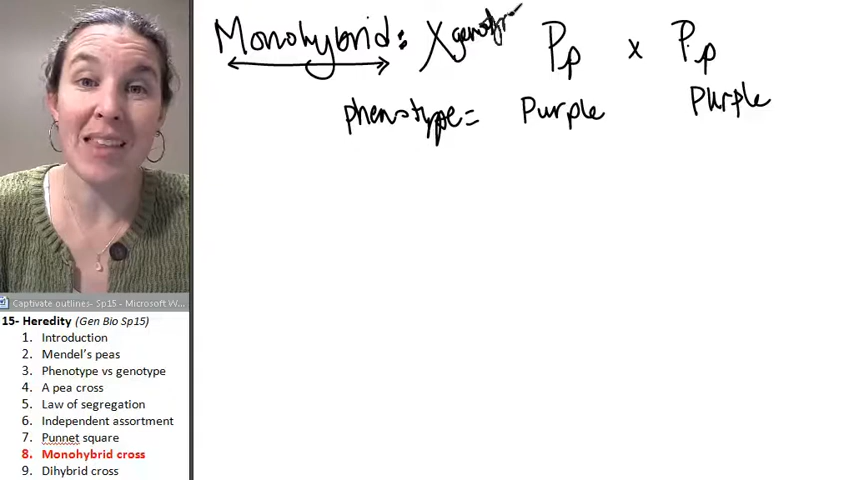 Monohybrid: X genotype Pp x Pp
phenotype= Purple Purple
Captivate outlines- Sp15 - Microsoft W...
15- Heredity (Gen Bio Sp15)
1. Introduction
2. Mendel's peas
3. Phenotype vs genotype
4. A pea cross
5. Law of segregation
6. Independent assortment
7. Punnet square
8. Monohybrid cross
9. Dihybrid cross